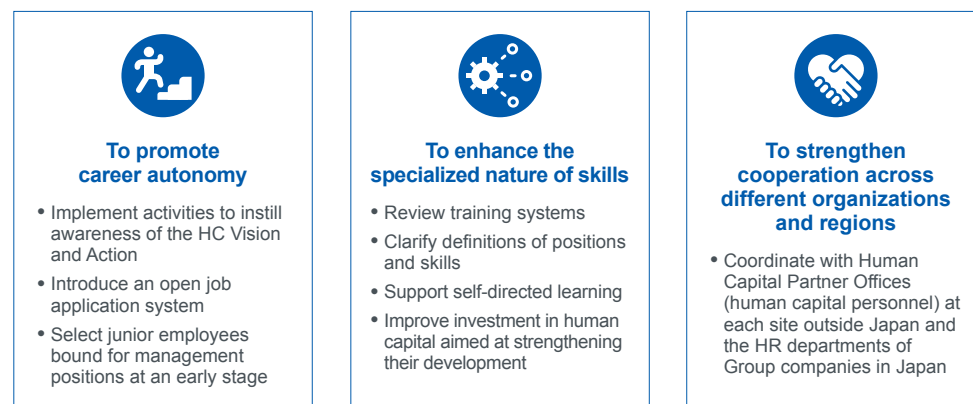 To promote
career autonomy
• Implement activities to instill
awareness of the HC Vision
and Action
• Introduce an open job
application system
• Select junior employees
bound for management
positions at an early stage
To enhance the
specialized nature of skills
• Review training systems
• Clarify definitions of positions
and skills
• Support self-directed learning
• Improve investment in human
capital aimed at strengthening
their development
To strengthen
cooperation across
different organizations
and regions
• Coordinate with Human
Capital Partner Offices
(human capital personnel) at
each site outside Japan and
the HR departments of
Group companies in Japan